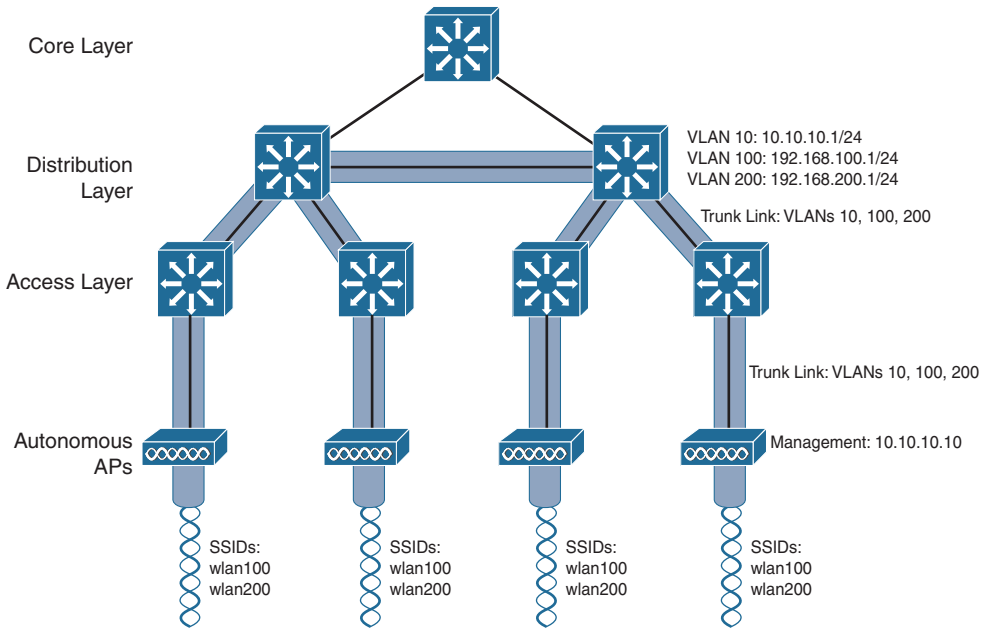 Core Layer
Distribution
Layer
VLAN 10: 10.10.10.1/24
VLAN 100: 192.168.100.1/24
VLAN 200: 192.168.200.1/24
Trunk Link: VLANs 10, 100, 200
Access Layer
Trunk Link: VLANs 10, 100, 200
Autonomous
APs
Management: 10.10.10.10
SSIDs:
wlan100
wlan200
SSIDs:
wlan100
wlan200
SSIDs:
wlan100
wlan200
SSIDs:
wlan100
wlan200